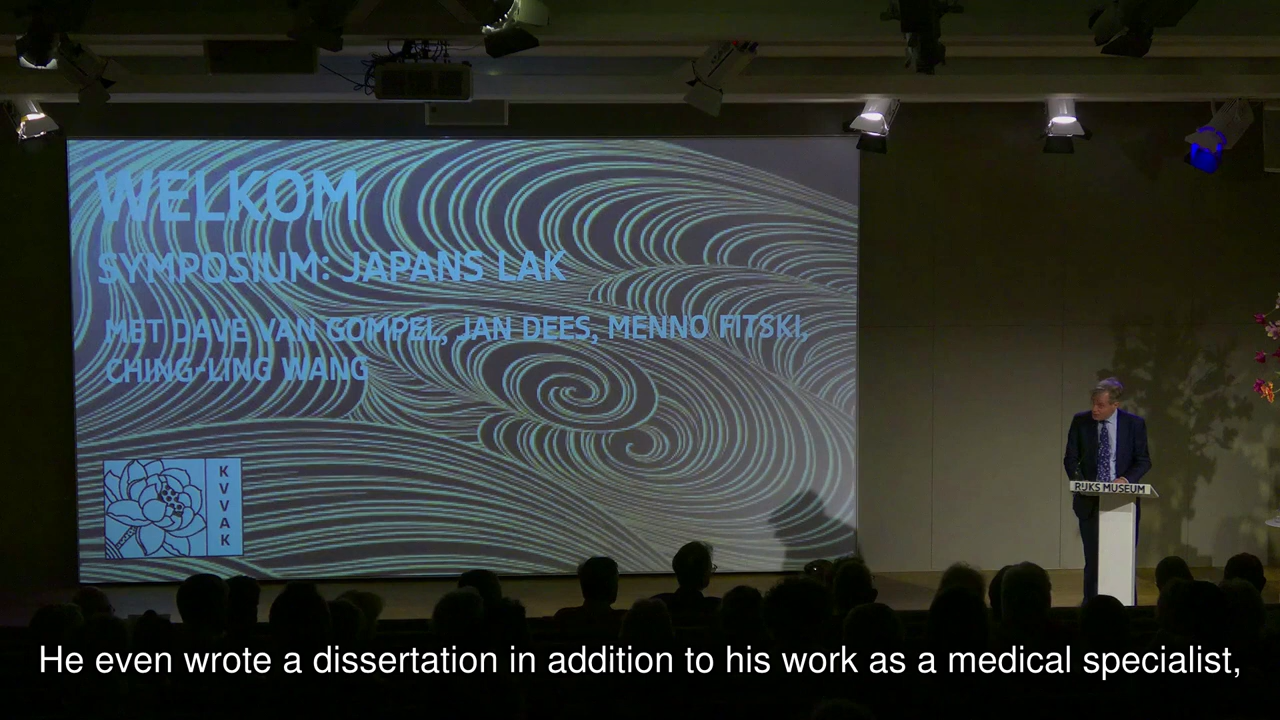 WELKOM
SYMPOSIUM: JAPANS LAK
MET DAVE VAN GOMPEL, JAN DEES, MENNO FITSKI,
CHING-LING WANG
KVVAK
RIJKS MUSEUM
He even wrote a dissertation in addition to his work as a medical specialist,